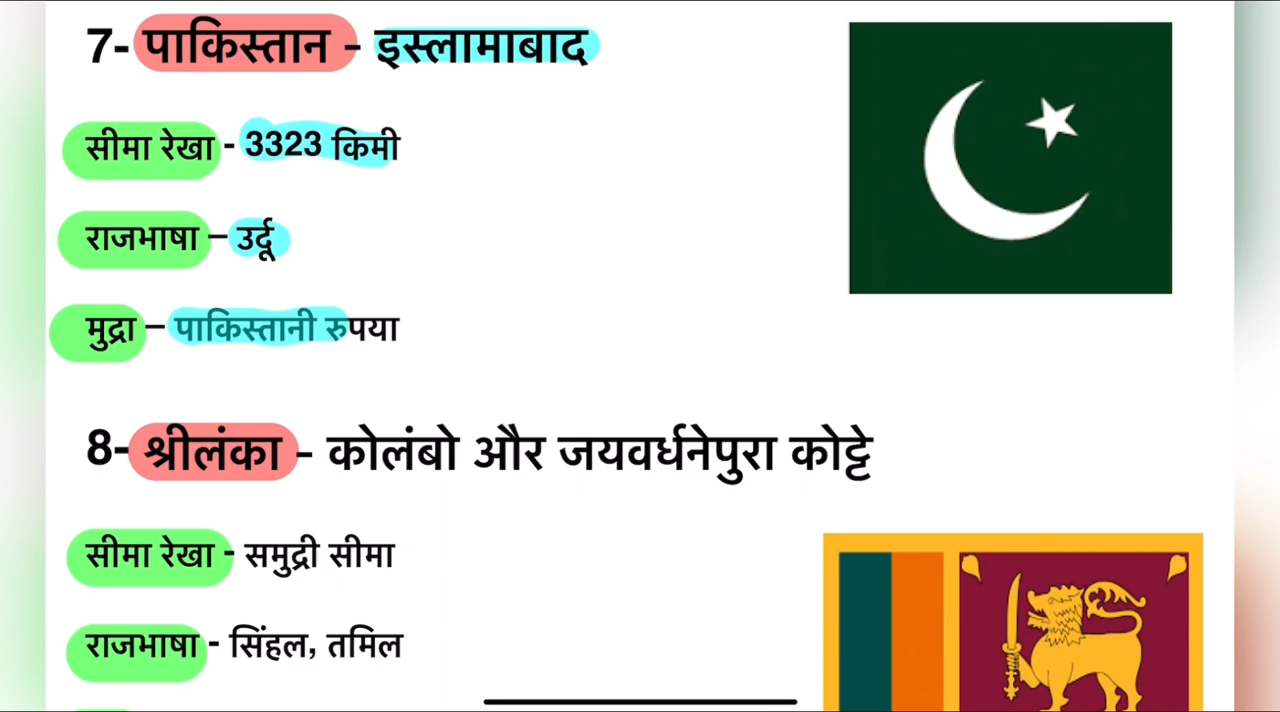 7- पाकिस्तान - इस्लामाबाद
सीमा रेखा - 3323 किमी
राजभाषा – उर्दू
मुद्रा – पाकिस्तानी रुपया
8- श्रीलंका - कोलंबो और जयवर्धनेपुरा कोट्टे
सीमा रेखा - समुद्री सीमा
राजभाषा - सिंहल, तमिल